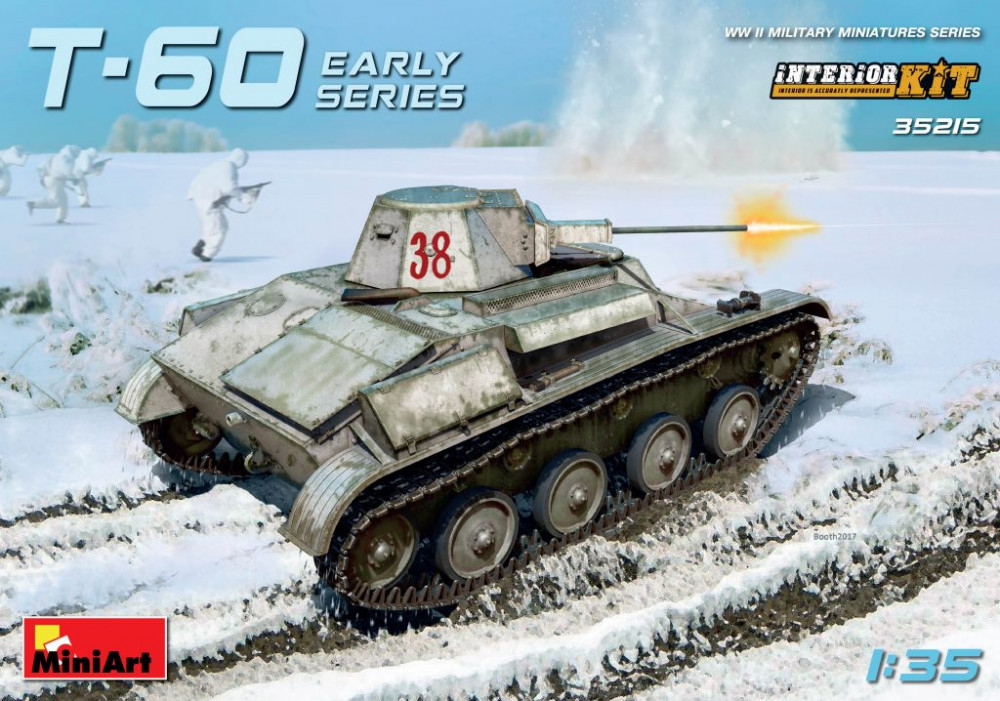 T-60 EARLY SERIES
WW II MILITARY MINIATURES SERIES
INTERIOR KIT
INTERIOR IS ACCURATELY REPRESENTED
35215
38
Booth2017
MiniArt
1:35